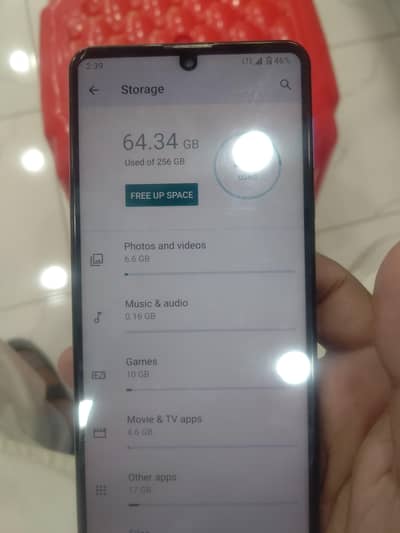 2:39 LTE 46%
Storage
64.34 GB
Used of 256 GB
FREE UP SPACE
Photos and videos
6.6 GB
Music & audio
0.16 GB
Games
10 GB
Movie & TV apps
4.6 GB
Other apps
17 GB